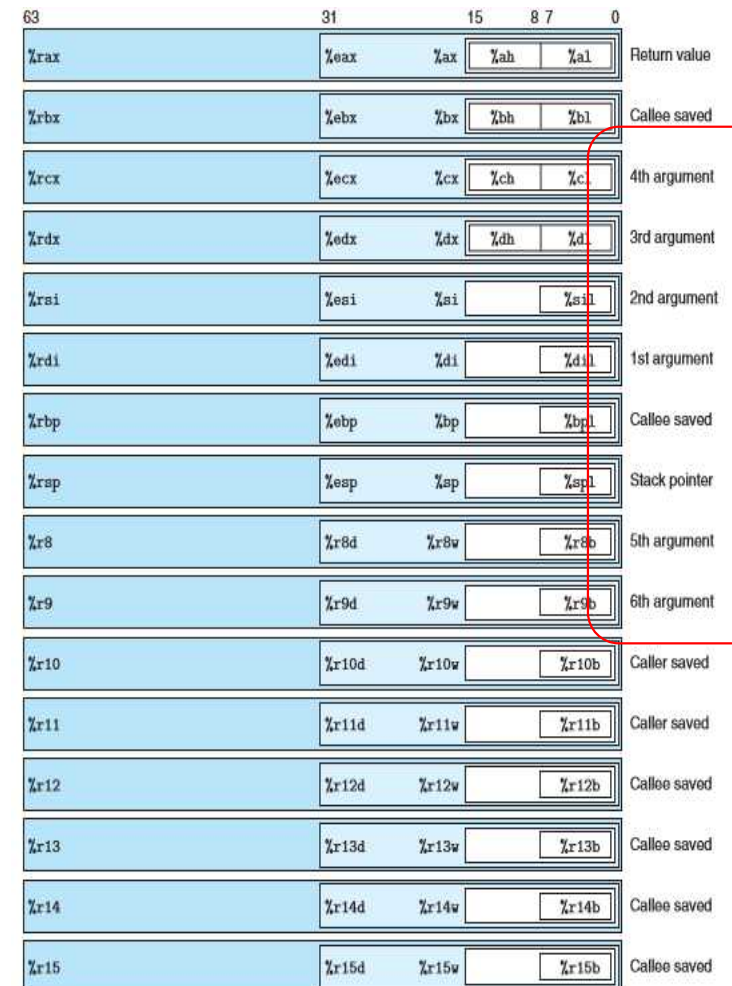 63 31 15 8 7 0
%rax %eax %ax %ah %al Return value
%rbx %ebx %bx %bh %bl Callee saved
%rcx %ecx %cx %ch %cl 4th argument
%rdx %edx %dx %dh %dl 3rd argument
%rsi %esi %si %sil 2nd argument
%rdi %edi %di %dil 1st argument
%rbp %ebp %bp %bpl Callee saved
%rsp %esp %sp %spl Stack pointer
%r8 %r8d %r8w %r8b 5th argument
%r9 %r9d %r9w %r9b 6th argument
%r10 %r10d %r10w %r10b Caller saved
%r11 %r11d %r11w %r11b Caller saved
%r12 %r12d %r12w %r12b Callee saved
%r13 %r13d %r13w %r13b Callee saved
%r14 %r14d %r14w %r14b Callee saved
%r15 %r15d %r15w %r15b Callee saved